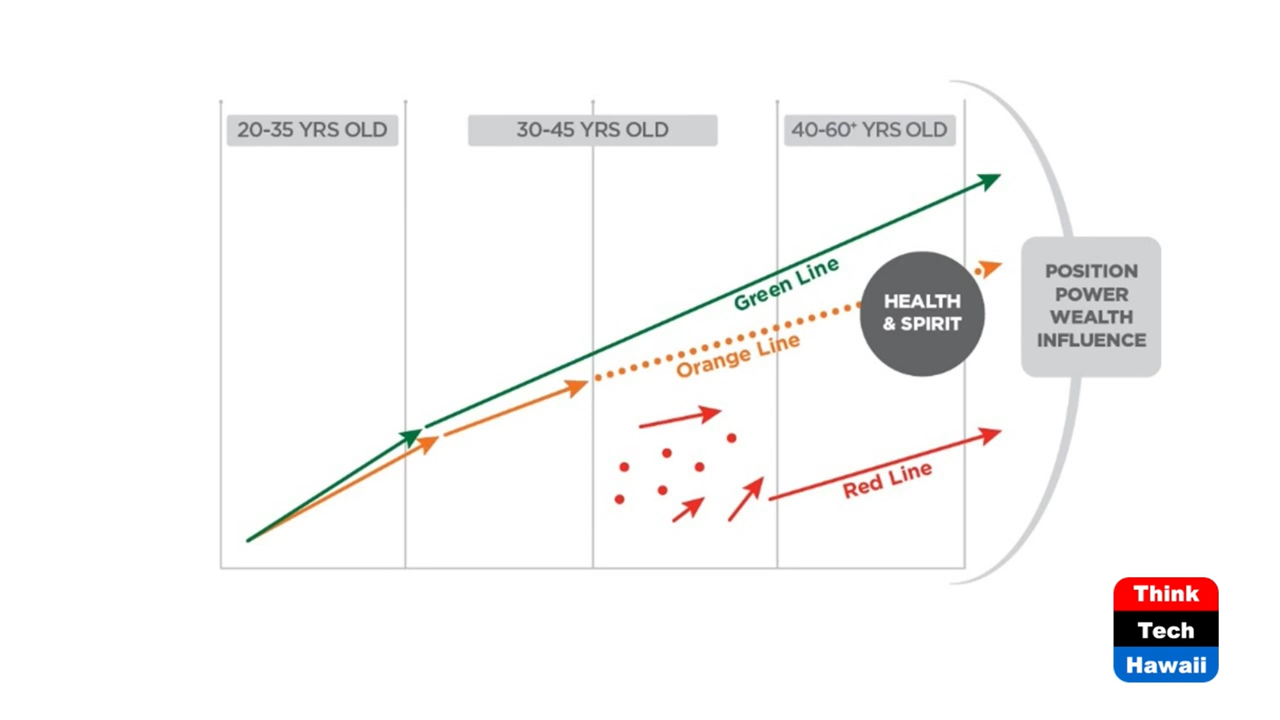 20-35 YRS OLD
30-45 YRS OLD
40-60+ YRS OLD
Green Line
Orange Line
HEALTH
& SPIRIT
POSITION
POWER
WEALTH
INFLUENCE
Red Line
Think
Tech
Hawaii